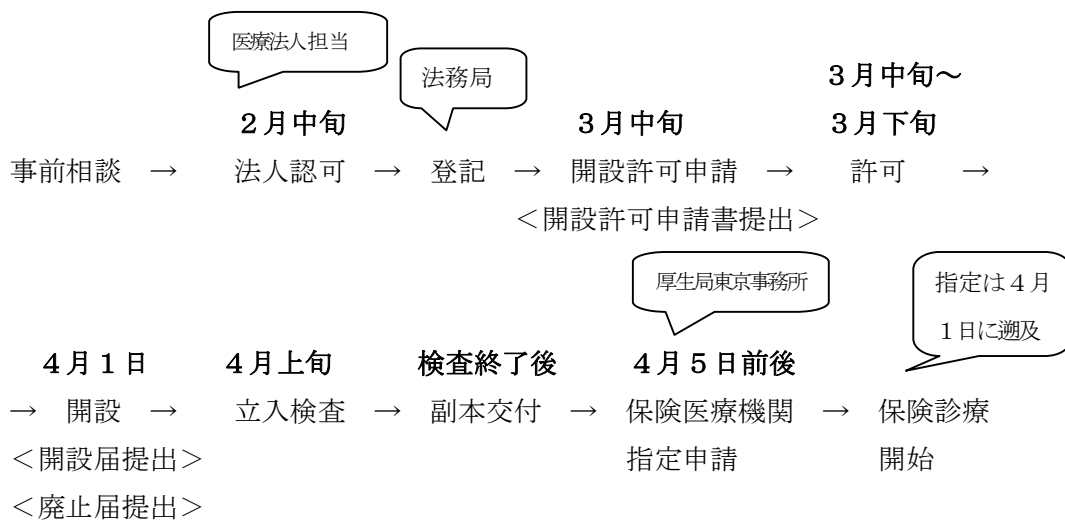 医療法人担当
法務局
３月中旬～
２月中旬 ３月中旬 ３月下旬
事前相談 → 法人認可 → 登記 → 開設許可申請 → 許可 →
＜開設許可申請書提出＞
厚生局東京事務所
指定は４月
１日に遡及
４月１日 ４月上旬 検査終了後 ４月５日前後
→ 開設 → 立入検査 → 副本交付 → 保険医療機関 → 保険診療
＜開設届提出＞ 指定申請 開始
＜廃止届提出＞